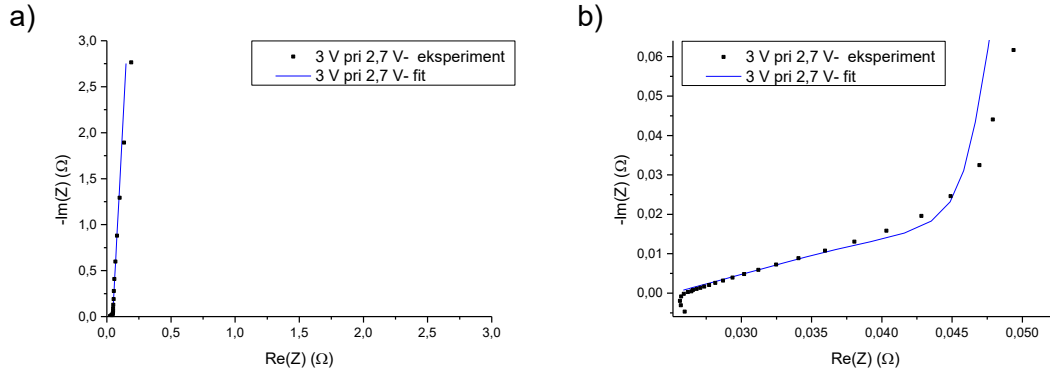 a)
3,0
2,5
2,0
1,5
1,0
0,5
0,0
-Im(Z) (Ω)
3 V pri 2,7 V- eksperiment
3 V pri 2,7 V- fit
0,0 0,5 1,0 1,5 2,0 2,5 3,0
Re(Z) (Ω)
b)
0,06
0,05
0,04
0,03
0,02
0,01
0,00
-Im(Z) (Ω)
3 V pri 2,7 V- eksperiment
3 V pri 2,7 V- fit
0,030 0,035 0,040 0,045 0,050
Re(Z) (Ω)